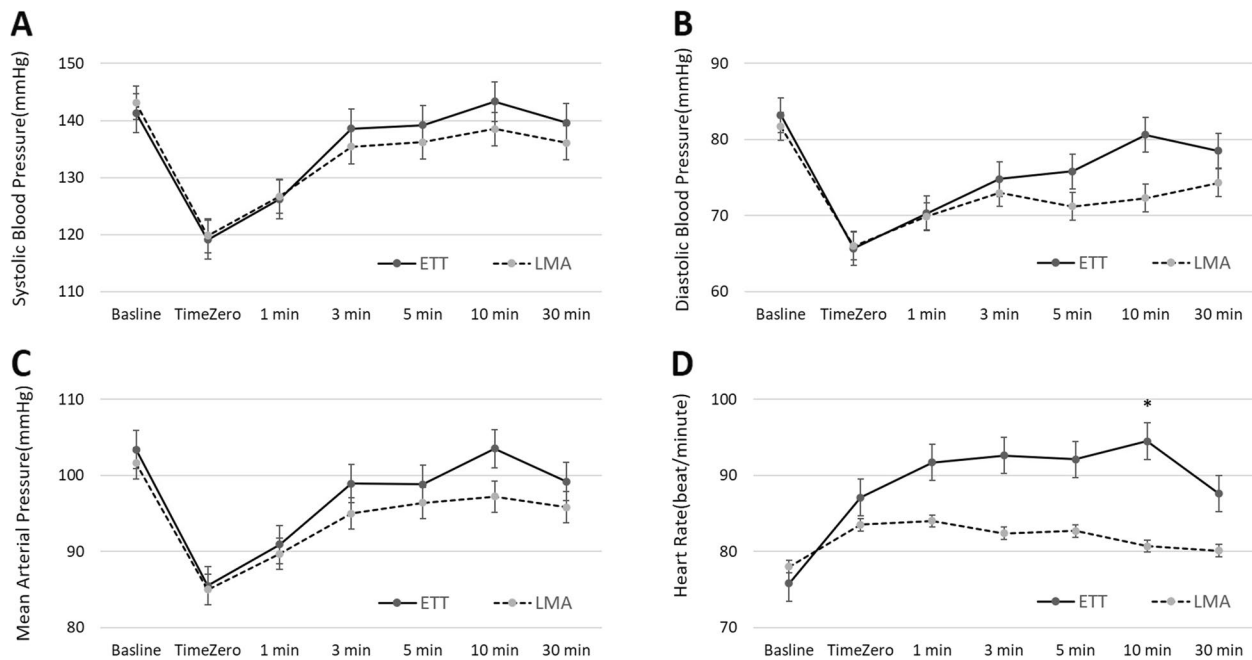 A
Systolic Blood Pressure(mmHg)
150
140
130
120
110
ETT
LMA
Basline TimeZero 1 min 3 min 5 min 10 min 30 min
B
Diastolic Blood Pressure(mmHg)
90
80
70
60
ETT
LMA
Basline TimeZero 1 min 3 min 5 min 10 min 30 min
C
Mean Arterial Pressure(mmHg)
110
100
90
80
ETT
LMA
Basline TimeZero 1 min 3 min 5 min 10 min 30 min
D
Heart Rate(beat/minute)
100
90
80
70
*
ETT
LMA
Basline TimeZero 1 min 3 min 5 min 10 min 30 min